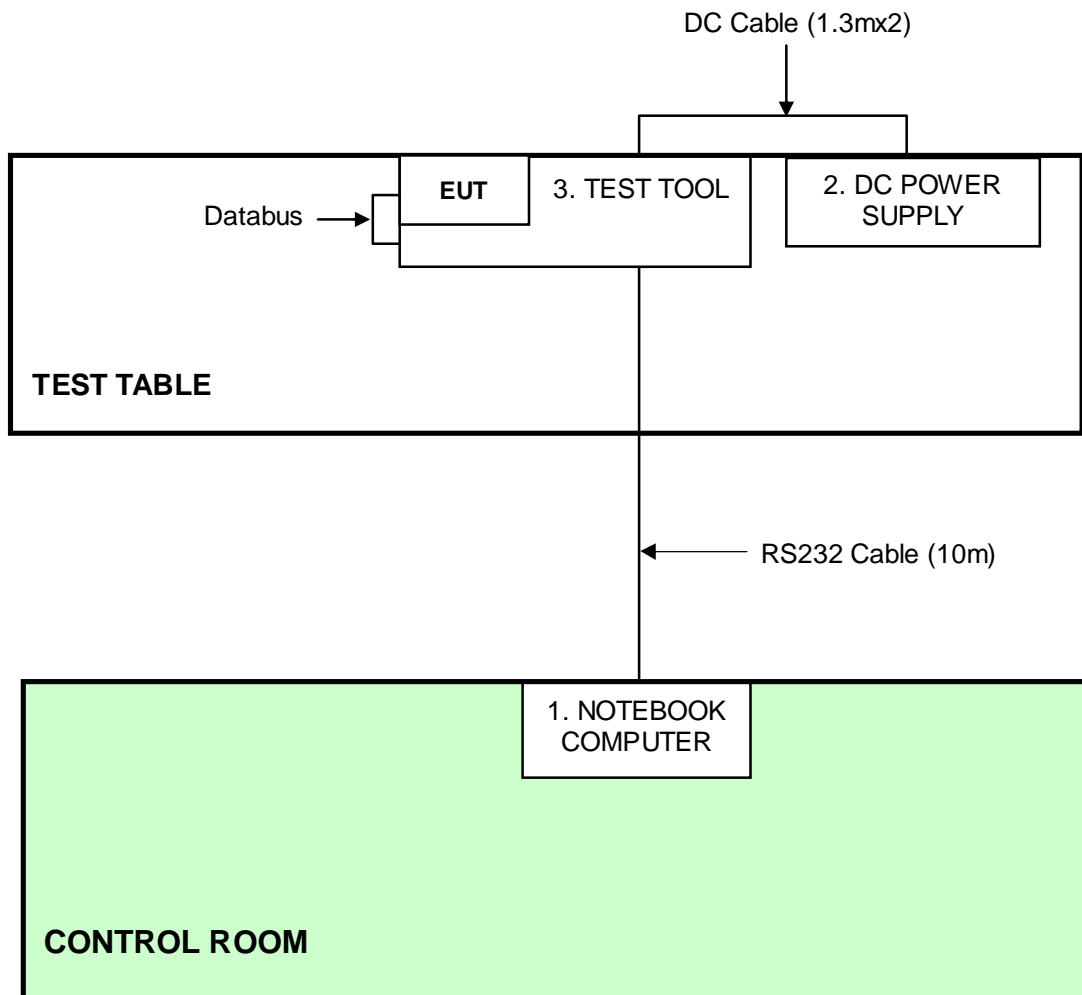 DC Cable (1.3mx2)
EUT
3. TEST TOOL
2. DC POWER
SUPPLY
Databus
TEST TABLE
RS232 Cable (10m)
1. NOTEBOOK
COMPUTER
CONTROL ROOM